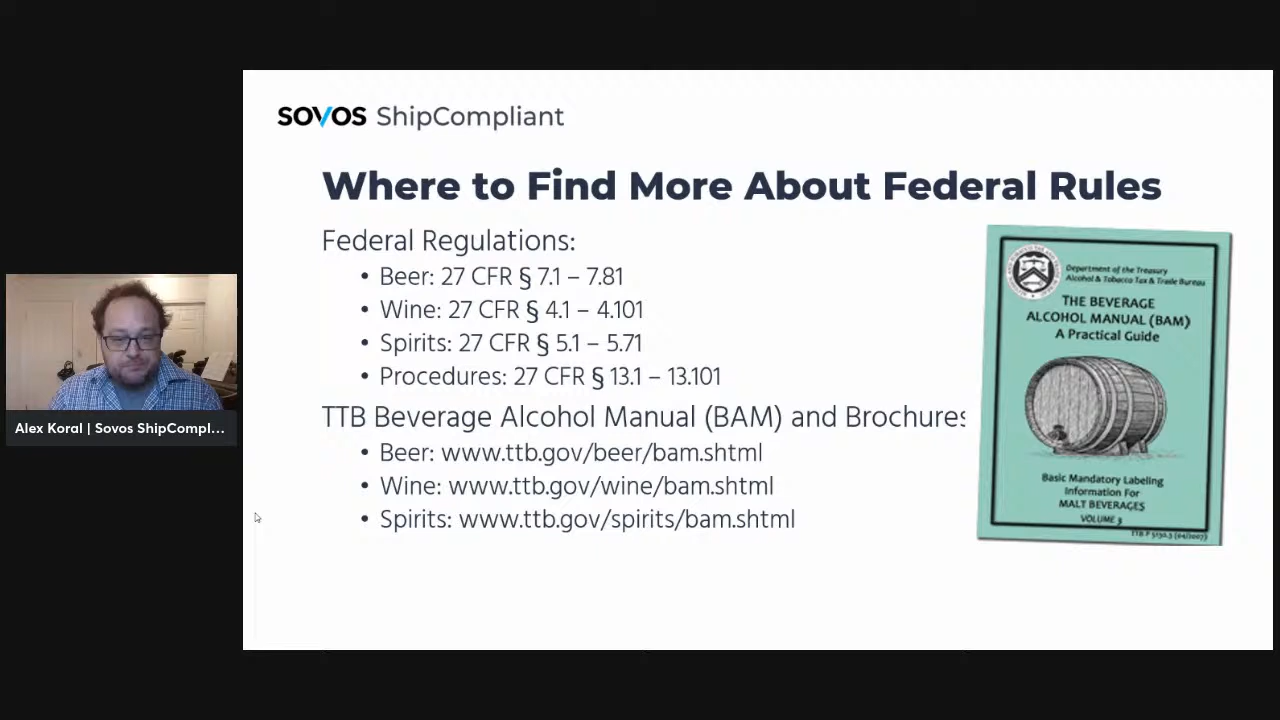 SOVOS ShipCompliant
Where to Find More About Federal Rules
Federal Regulations:
• Beer: 27 CFR § 7.1 – 7.81
• Wine: 27 CFR § 4.1 – 4.101
• Spirits: 27 CFR § 5.1 – 5.71
• Procedures: 27 CFR § 13.1 – 13.101
TTB Beverage Alcohol Manual (BAM) and Brochures
• Beer: www.ttb.gov/beer/bam.shtml
• Wine: www.ttb.gov/wine/bam.shtml
• Spirits: www.ttb.gov/spirits/bam.shtml
Department of the Treasury
Alcohol & Tobacco Tax & Trade Bureau
THE BEVERAGE
ALCOHOL MANUAL (BAM)
A Practical Guide
Basic Mandatory Labeling
Information For
MALT BEVERAGES
VOLUME 3
TTB P 5130.3 (04/2007)
Alex Koral | Sovos ShipCompl...